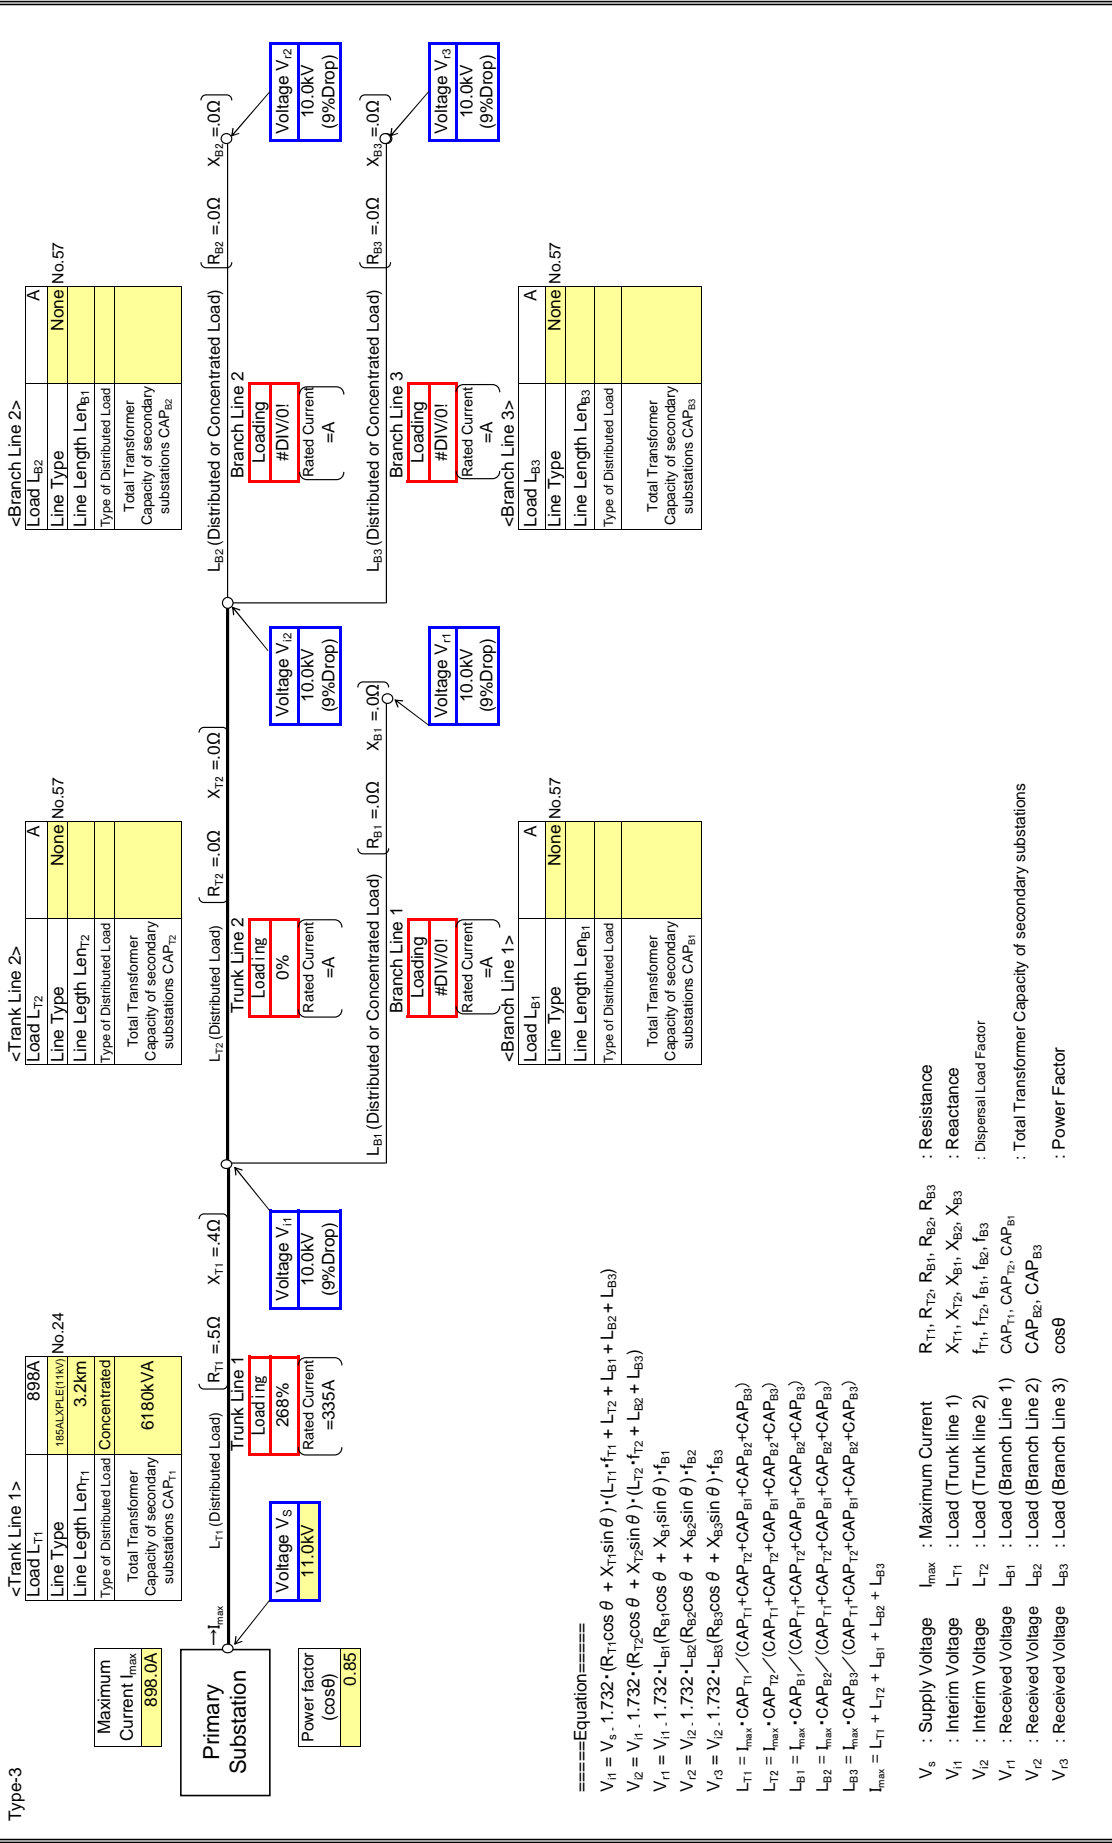 Type-3
Maximum
Current Imax
898.0A
Primary
Substation
Power factor
(cosθ)
0.85
→Imax
Voltage VS
11.0kV
<Trank Line 1>
Load LT1 898A
Line Type 185ALXPLE(11kV) No.24
Line Legth LenT1 3.2km
Type of Distributed Load Concentrated
Total Transformer
Capacity of secondary
substations CAPT1
6180kVA
LT1 (Distributed Load)
RT1 =.5Ω XT1 =.4Ω
Trunk Line 1
Loading
268%
Rated Current
=335A
Voltage Vi1
10.0kV
(9%Drop)
<Trank Line 2>
Load LT2 A
Line Type None No.57
Line Length LenT2
Type of Distributed Load
Total Transformer
Capacity of secondary
substations CAPT2
LT2 (Distributed Load)
RT2 =.0Ω XT2 =.0Ω
Trunk Line 2
Loading
0%
Rated Current
=A
Voltage Vi2
10.0kV
(9%Drop)
LB1 (Distributed or Concentrated Load)
RB1 =.0Ω XB1 =.0Ω
Branch Line 1
Loading
#DIV/0!
Rated Current
=A
Voltage Vr1
10.0kV
(9%Drop)
<Branch Line 1>
Load LB1 A
Line Type None No.57
Line Length LenB1
Type of Distributed Load
Total Transformer
Capacity of secondary
substations CAPB1
<Branch Line 2>
Load LB2 A
Line Type None No.57
Line Length LenB1
Type of Distributed Load
Total Transformer
Capacity of secondary
substations CAPB2
LB2 (Distributed or Concentrated Load)
RB2 =.0Ω XB2 =.0Ω
Branch Line 2
Loading
#DIV/0!
Rated Current
=A
Voltage Vr2
10.0kV
(9%Drop)
LB3 (Distributed or Concentrated Load)
RB3 =.0Ω XB3 =.0Ω
Branch Line 3
Loading
#DIV/0!
Rated Current
=A
Voltage Vr3
10.0kV
(9%Drop)
<Branch Line 3>
Load LB3 A
Line Type None No.57
Line Length LenB3
Type of Distributed Load
Total Transformer
Capacity of secondary
substations CAPB3
=====Equation=====
Vi1 = Vs - 1.732・(RT1cos θ + XT1sin θ)・(LT1・fT1 + LT2 + LB1 + LB2 + LB3)
Vi2 = Vi1 - 1.732・(RT2cos θ + XT2sin θ)・(LT2・fT2 + LB2 + LB3)
Vr1 = Vi1 - 1.732・LB1(RB1cos θ + XB1sin θ)・fB1
Vr2 = Vi2 - 1.732・LB2(RB2cos θ + XB2sin θ)・fB2
Vr3 = Vi2 - 1.732・LB3(RB3cos θ + XB3sin θ)・fB3
LT1 = Imax・CAPT1／(CAPT1+CAPT2+CAPB1+CAPB2+CAPB3)
LT2 = Imax・CAPT2／(CAPT1+CAPT2+CAPB1+CAPB2+CAPB3)
LB1 = Imax・CAPB1／(CAPT1+CAPT2+CAPB1+CAPB2+CAPB3)
LB2 = Imax・CAPB2／(CAPT1+CAPT2+CAPB1+CAPB2+CAPB3)
LB3 = Imax・CAPB3／(CAPT1+CAPT2+CAPB1+CAPB2+CAPB3)
Imax = LT1 + LT2 + LB1 + LB2 + LB3
Vs : Supply Voltage Imax : Maximum Current RT1, RT2, RB1, RB2, RB3 : Resistance
Vi1 : Interim Voltage LT1 : Load (Trunk line 1) XT1, XT2, XB1, XB2, XB3 : Reactance
Vi2 : Interim Voltage LT2 : Load (Trunk line 2) fT1, fT2, fB1, fB2, fB3 : Dispersal Load Factor
Vr1 : Received Voltage LB1 : Load (Branch Line 1) CAPT1, CAPT2, CAPB1 : Total Transformer Capacity of secondary substations
Vr2 : Received Voltage LB2 : Load (Branch Line 2) CAPB2, CAPB3
Vr3 : Received Voltage LB3 : Load (Branch Line 3) cosθ : Power Factor